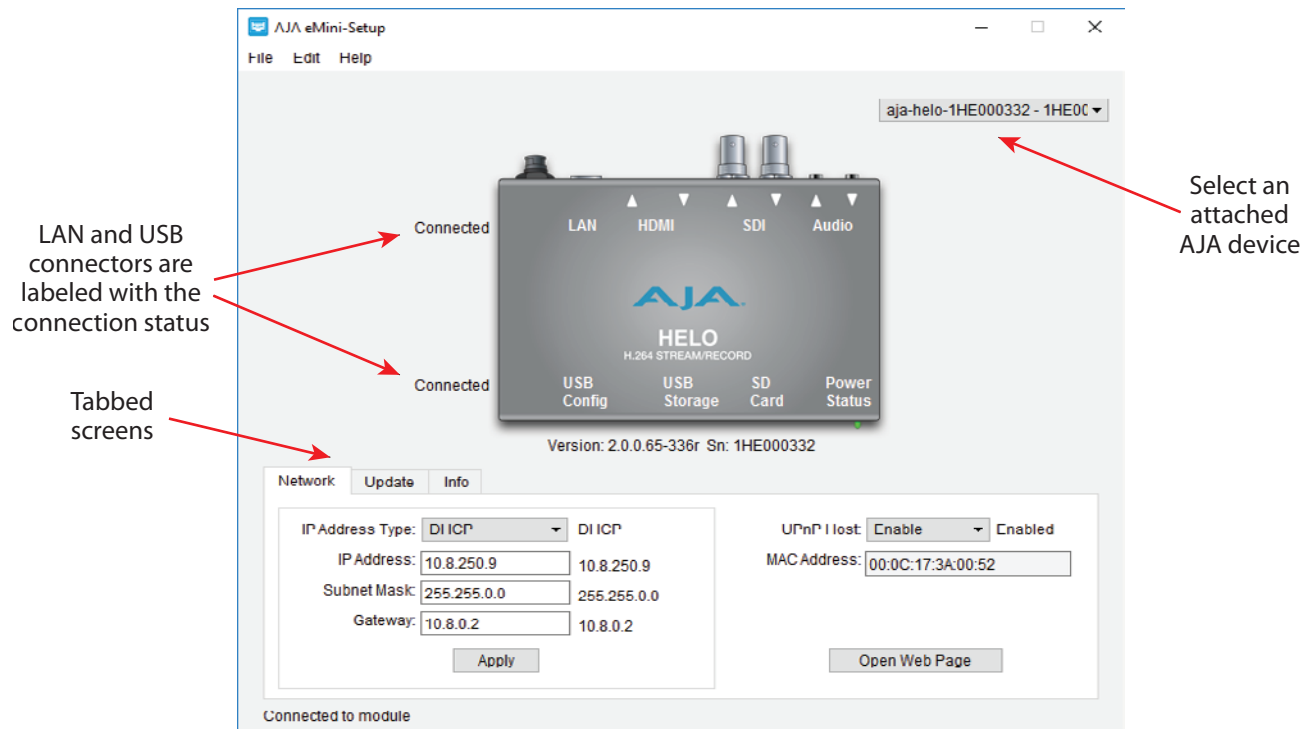 AJA eMini-Setup
File Edit Help
aja-helo-1HE000332 - 1HE00
Select an
attached
AJA device
LAN and USB
connectors are
labeled with the
connection status
Connected
LAN HDMI SDI Audio
AJA
HELO
H.264 STREAM/RECORD
Connected
USB USB SD Power
Config Storage Card Status
Tabbed
screens
Version: 2.0.0.65-336r Sn: 1HE000332
Network Update Info
IP Address Type: DHCP DHCP
UPnP Host: Enable Enabled
IP Address: 10.8.250.9 10.8.250.9
MAC Address: 00:0C:17:3A:00:52
Subnet Mask: 255.255.0.0 255.255.0.0
Gateway: 10.8.0.2 10.8.0.2
Apply
Open Web Page
Connected to module